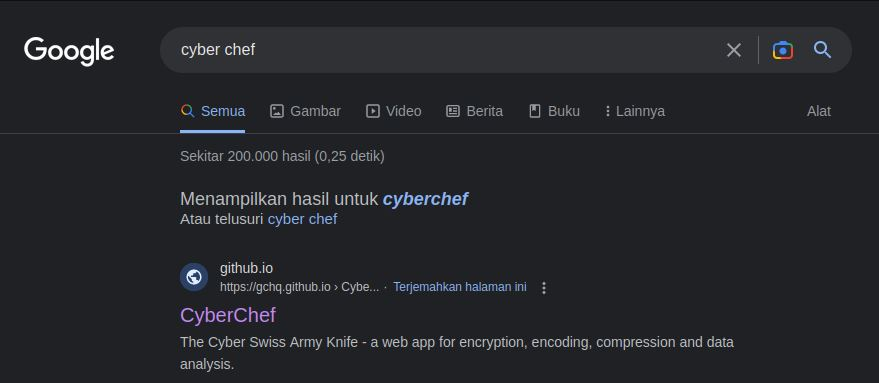 Google
cyber chef
Semua Gambar Video Berita Buku Lainnya Alat
Sekitar 200.000 hasil (0,25 detik)
Menampilkan hasil untuk cyberchef
Atau telusuri cyber chef
github.io
https://gchq.github.io › Cybe... · Terjemahkan halaman ini
CyberChef
The Cyber Swiss Army Knife - a web app for encryption, encoding, compression and data
analysis.